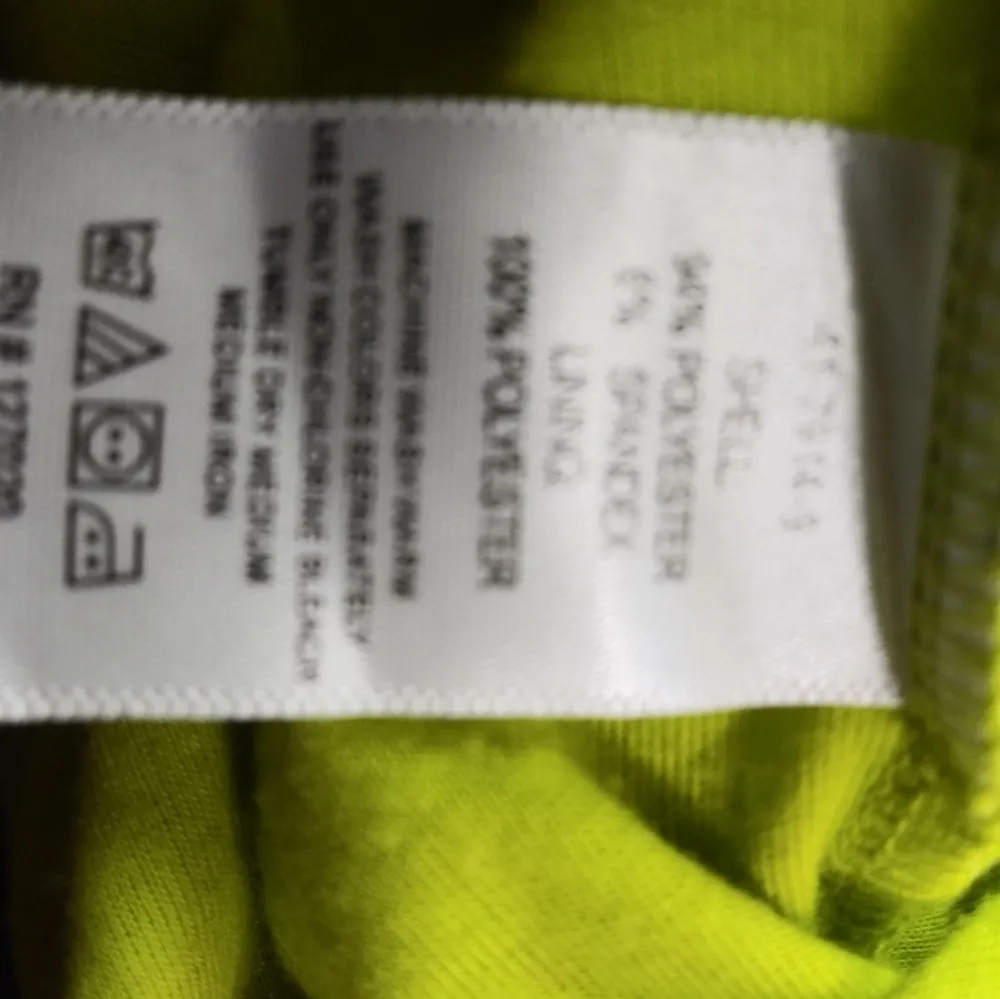 SHELL
94% POLYESTER
6% SPANDEX
LINING
100% POLYESTER
MACHINE WASH WARM
WASH COLORS SEPARATELY
USE ONLY NON-CHLORINE BLEACH
TUMBLE DRY MEDIUM
MEDIUM IRON
RN #